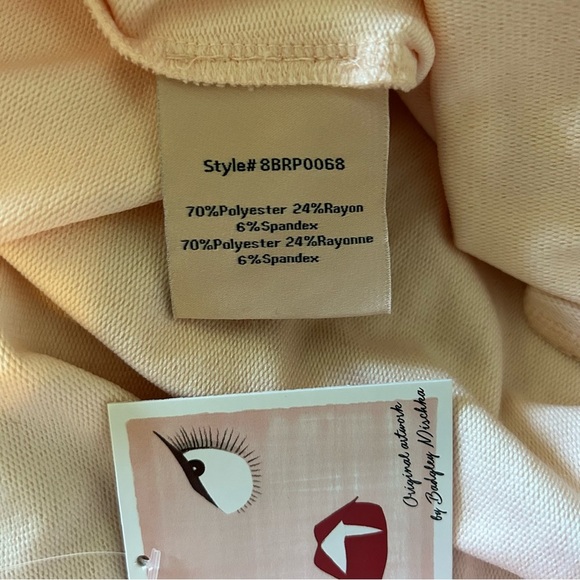 Style# 8BRP0068
70%Polyester 24%Rayon
6%Spandex
70%Polyester 24%Rayonne
6%Spandex
Original artwork
by Badgley Mischka